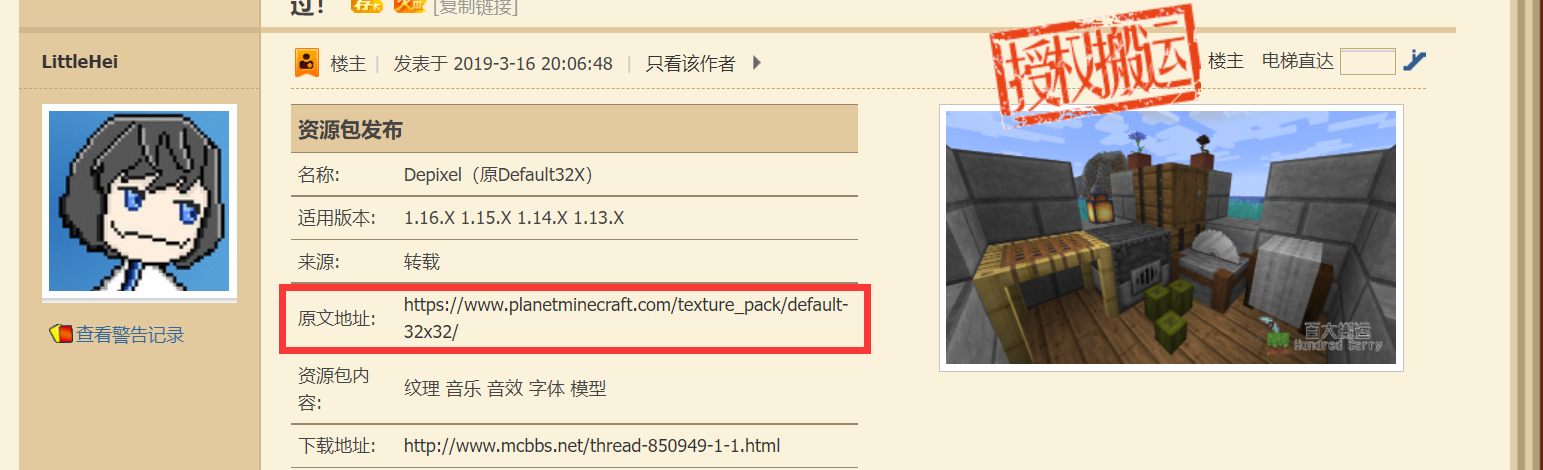 过！ 荐 火 [复制链接]
LittleHei
楼主 | 发表于 2019-3-16 20:06:48 | 只看该作者
授权搬运
楼主 电梯直达
资源包发布
名称: Depixel（原Default32X）
适用版本: 1.16.X 1.15.X 1.14.X 1.13.X
来源: 转载
原文地址: https://www.planetminecraft.com/texture_pack/default-
32x32/
资源包内
容: 纹理 音乐 音效 字体 模型
下载地址: http://www.mcbbs.net/thread-850949-1-1.html
查看警告记录
百大搬运
Hundred Carry